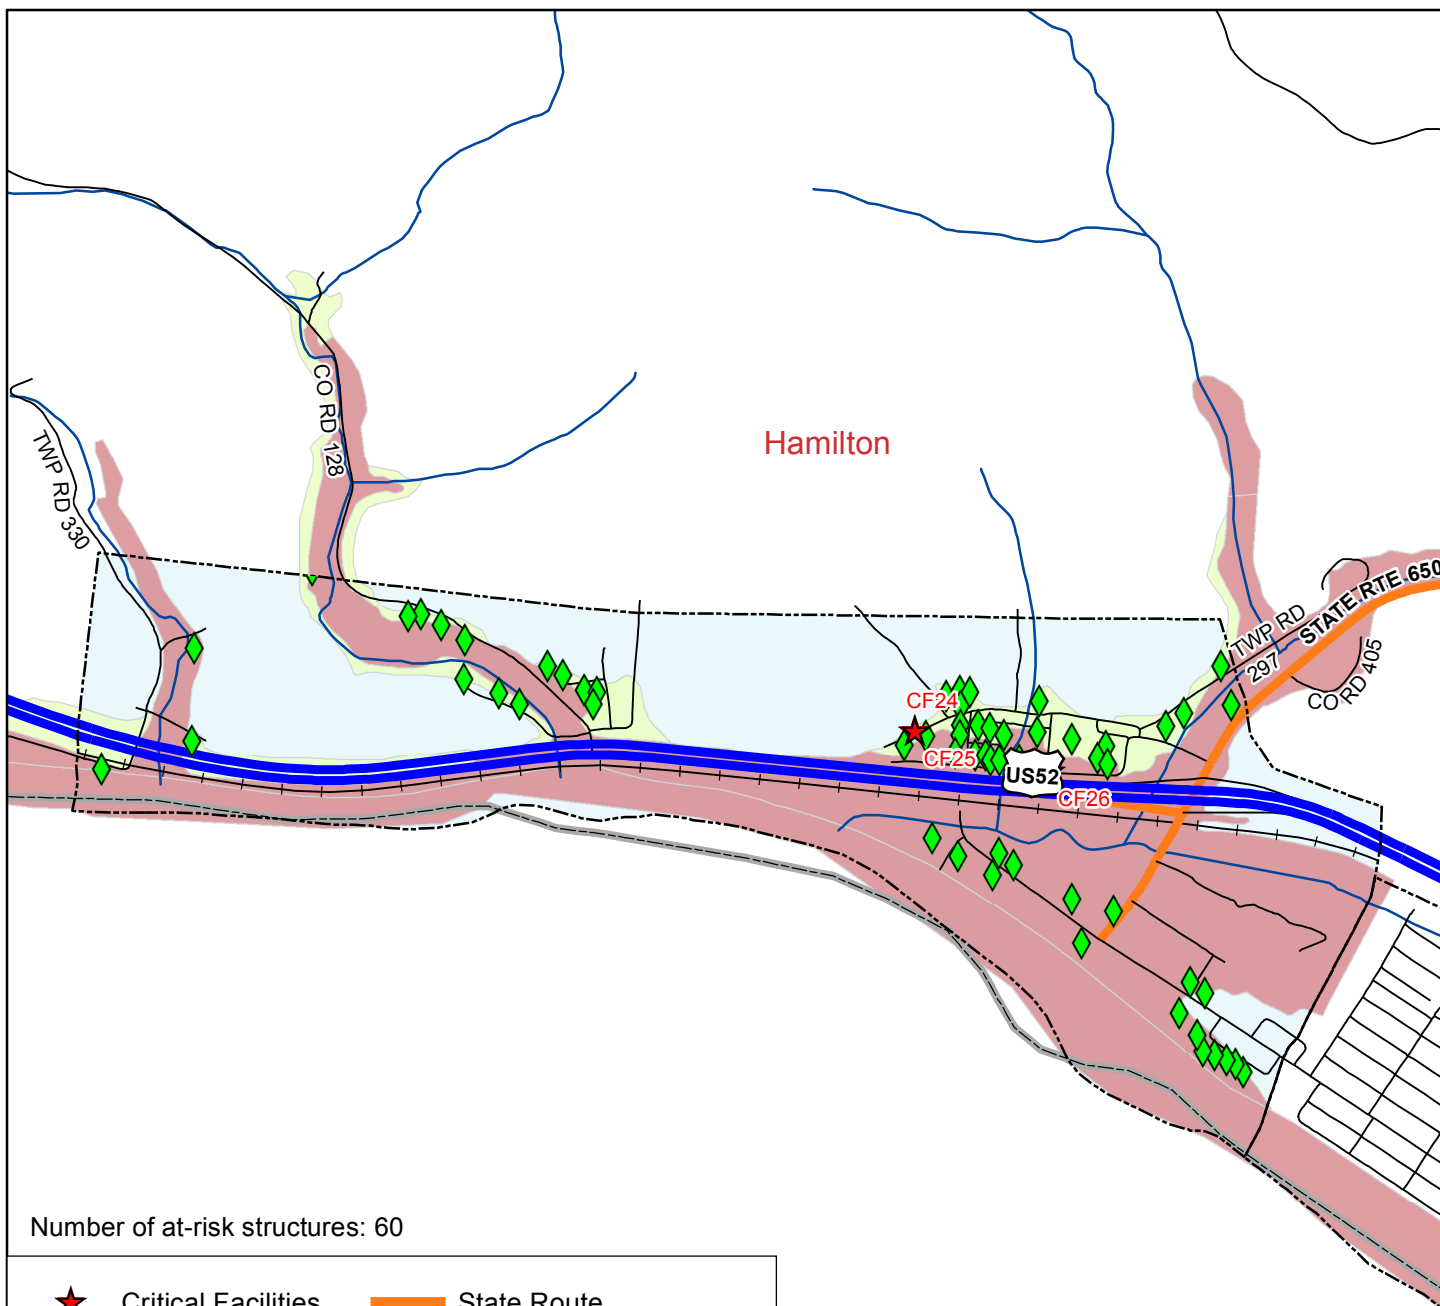 CO RD 128
Hamilton
TWP RD 330
STATE RTE 650
TWP RD
297
CO RD 405
CF24
CF25
US52
CF26
Number of at-risk structures: 60
Critical Facilities
State Route